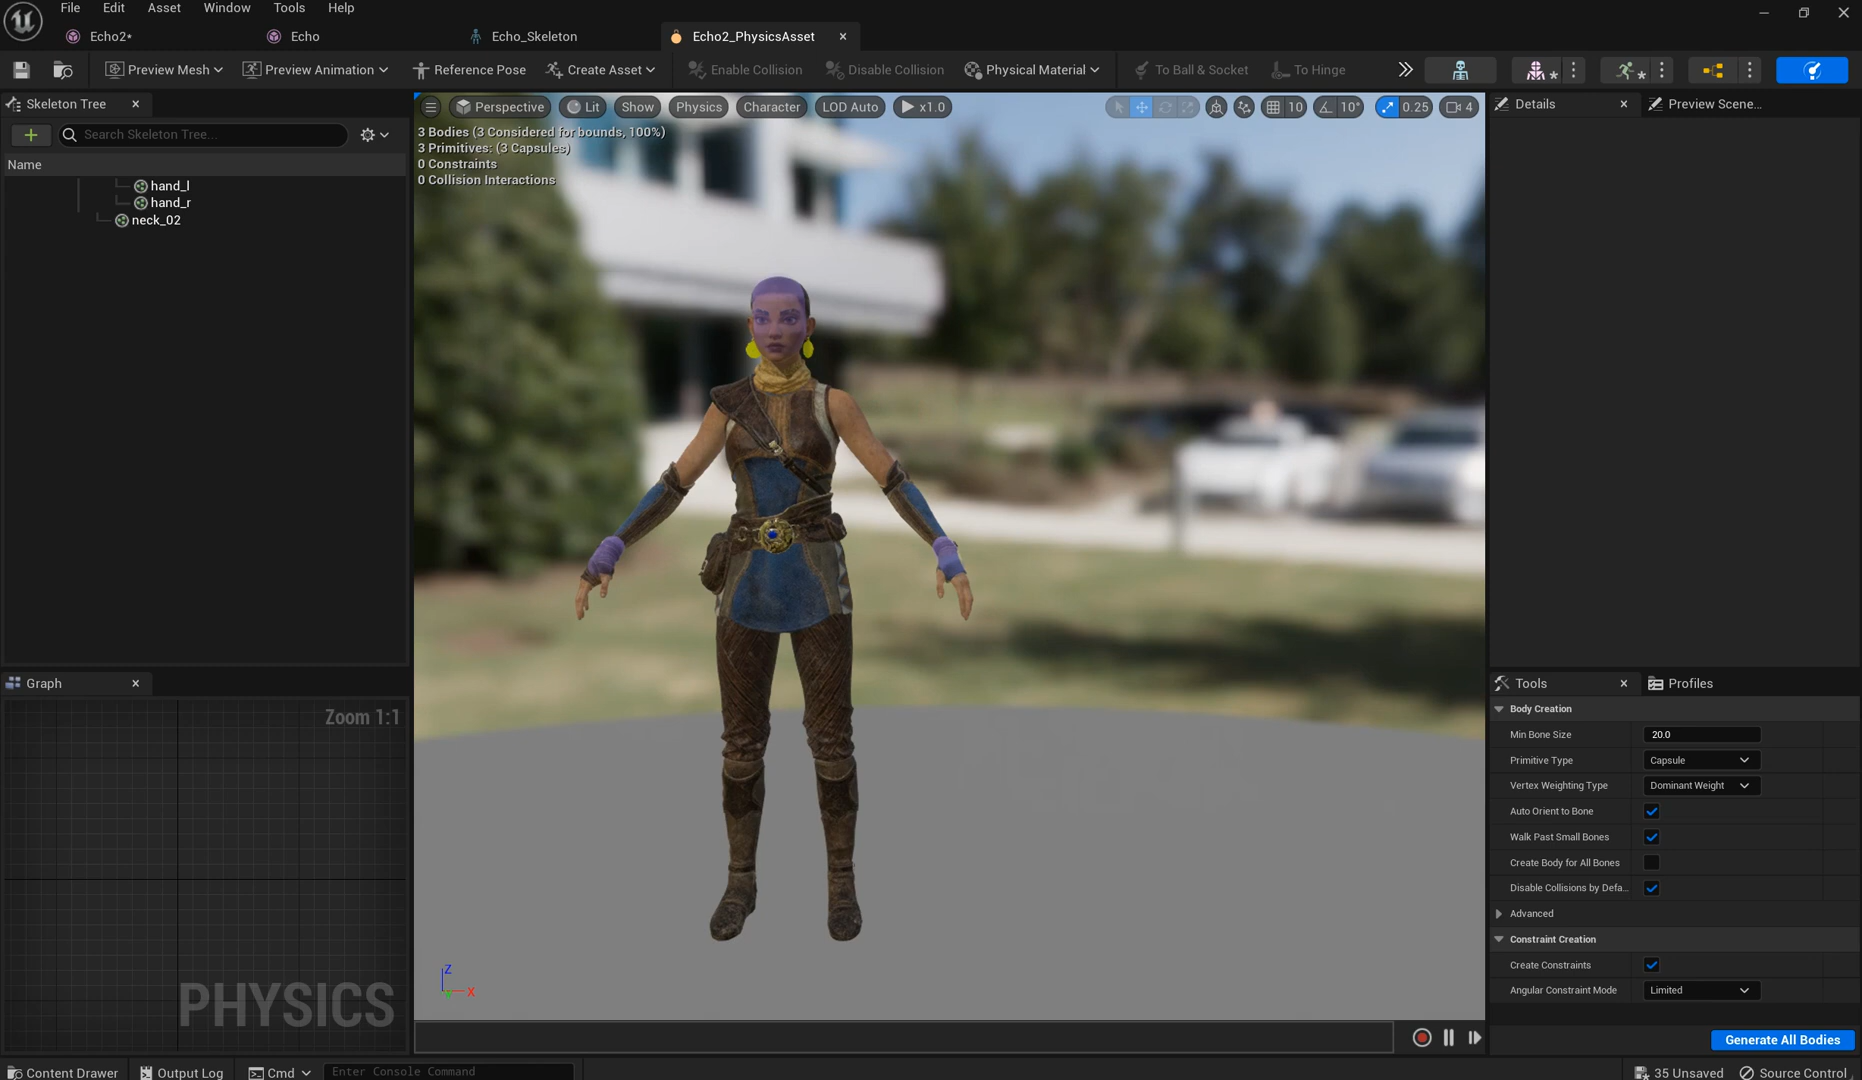 File Edit Asset Window Tools Help
Echo2* Echo Echo_Skeleton Echo2_PhysicsAsset
Preview Mesh Preview Animation Reference Pose Create Asset Enable Collision Disable Collision Physical Material To Ball & Socket To Hinge
Skeleton Tree
Search Skeleton Tree...
Name
hand_l
hand_r
neck_02
Perspective Lit Show Physics Character LOD Auto x1.0 10 10° 0.25 4
3 Bodies (3 Considered for bounds, 100%)
3 Primitives: (3 Capsules)
0 Constraints
0 Collision Interactions
Z
X
Graph
Zoom 1:1
PHYSICS
Details Preview Scene...
Tools Profiles
Body Creation
Min Bone Size 20.0
Primitive Type Capsule
Vertex Weighting Type Dominant Weight
Auto Orient to Bone
Walk Past Small Bones
Create Body for All Bones
Disable Collisions by Defa...
Advanced
Constraint Creation
Create Constraints
Angular Constraint Mode Limited
Generate All Bodies
Content Drawer Output Log Cmd Enter Console Command 35 Unsaved Source Control